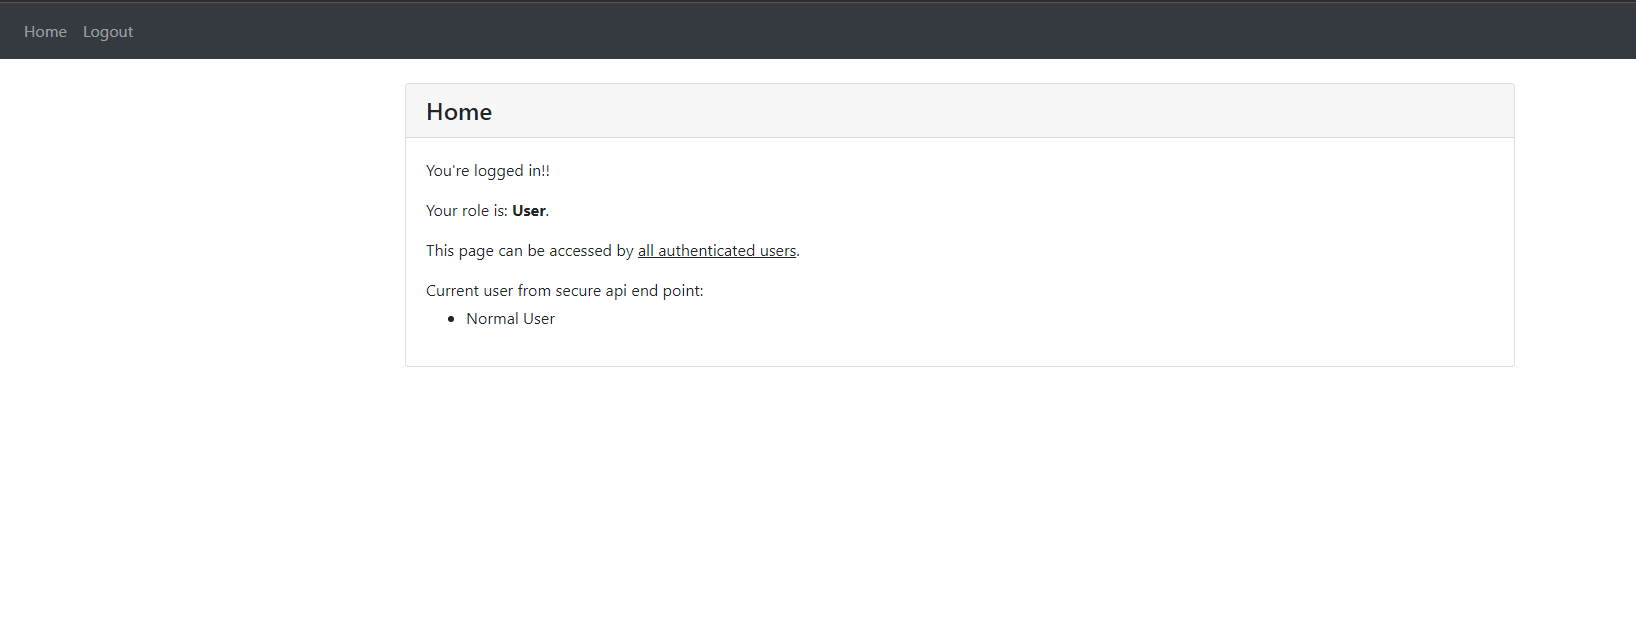 Home Logout
Home
You're logged in!!
Your role is: User.
This page can be accessed by all authenticated users.
Current user from secure api end point:
Normal User